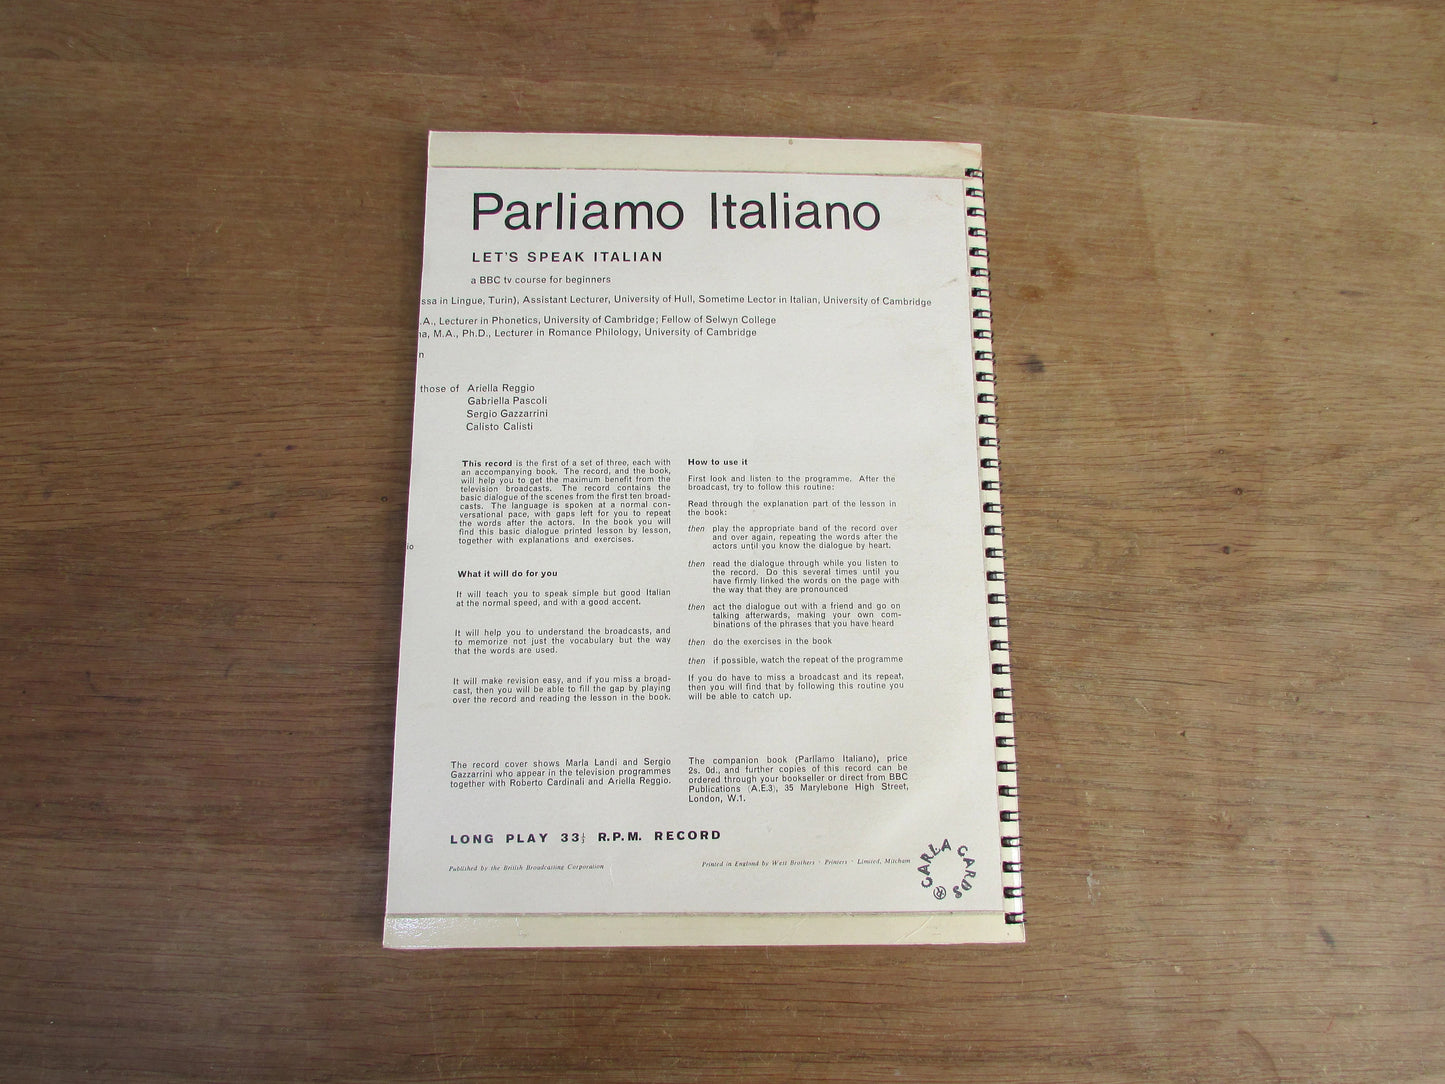 Parliamo Italiano
LET'S SPEAK ITALIAN
a BBC tv course for beginners
ssa in Lingue, Turin), Assistant Lecturer, University of Hull, Sometime Lector in Italian, University of Cambridge
.A., Lecturer in Phonetics, University of Cambridge; Fellow of Selwyn College
na, M.A., Ph.D., Lecturer in Romance Philology, University of Cambridge
n
those of Ariella Reggio
Gabriella Pascoli
Sergio Gazzarrini
Calisto Calisti
This record is the first of a set of three, each with
an accompanying book. The record, and the book,
will help you to get the maximum benefit from the
television broadcasts. The record contains the
basic dialogue of the scenes from the first ten broad-
casts. The language is spoken at a normal con-
versational pace, with gaps left for you to repeat
the words after the actors. In the book you will
find this basic dialogue printed lesson by lesson,
together with explanations and exercises.
io
What it will do for you
It will teach you to speak simple but good Italian
at the normal speed, and with a good accent.
It will help you to understand the broadcasts, and
to memorize not just the vocabulary but the way
that the words are used.
It will make revision easy, and if you miss a broad-
cast, then you will be able to fill the gap by playing
over the record and reading the lesson in the book.
The record cover shows Marla Landi and Sergio
Gazzarrini who appear in the television programmes
together with Roberto Cardinali and Ariella Reggio.
How to use it
First look and listen to the programme. After the
broadcast, try to follow this routine:
Read through the explanation part of the lesson in
the book:
then play the appropriate band of the record over
and over again, repeating the words after the
actors until you know the dialogue by heart.
then read the dialogue through while you listen to
the record. Do this several times until you
have firmly linked the words on the page with
the way that they are pronounced
then act the dialogue out with a friend and go on
talking afterwards, making your own com-
binations of the phrases that you have heard
then do the exercises in the book
then if possible, watch the repeat of the programme
If you do have to miss a broadcast and its repeat,
then you will find that by following this routine you
will be able to catch up.
The companion book (Parliamo Italiano), price
2s. 0d., and further copies of this record can be
ordered through your bookseller or direct from BBC
Publications (A.E.3), 35 Marylebone High Street,
London, W.1.
LONG PLAY 33⅓ R.P.M. RECORD
Published by the British Broadcasting Corporation
Printed in England by West Brothers · Printers · Limited, Mitcham
CARLA CARDS